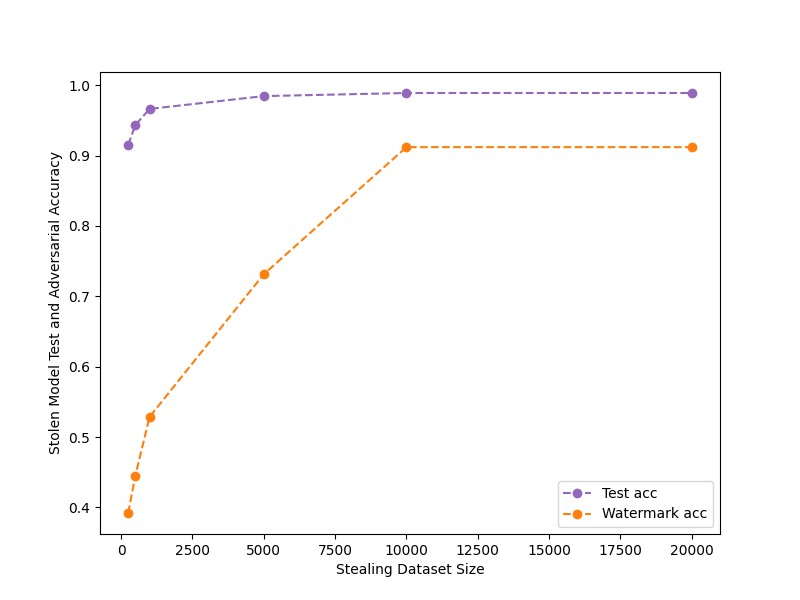 1.0
0.9
0.8
0.7
0.6
0.5
0.4
Stolen Model Test and Adversarial Accuracy
Test acc
Watermark acc
0 2500 5000 7500 10000 12500 15000 17500 20000
Stealing Dataset Size